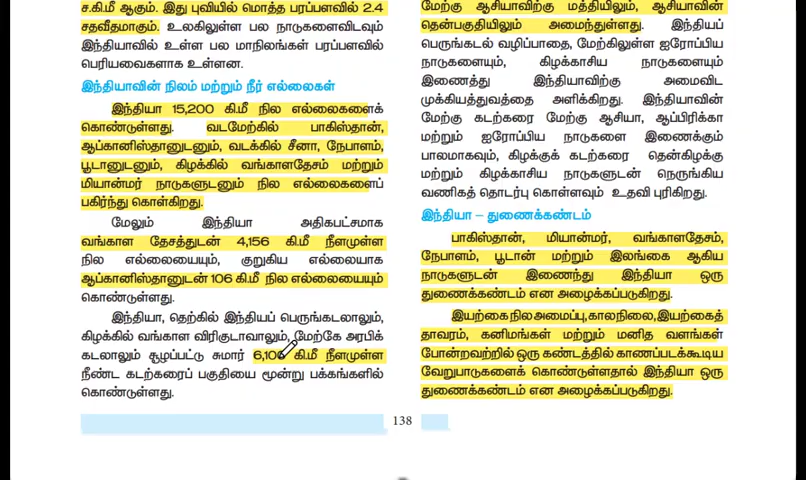 ச.கி.மீ ஆகும். இது புவியில் மொத்த பரப்பளவில் 2.4
சதவீதமாகும். உலகிலுள்ள பல நாடுகளைவிடவும்
இந்தியாவில் உள்ள பல மாநிலங்கள் பரப்பளவில்
பெரியவைகளாக உள்ளன.
இந்தியாவின் நிலம் மற்றும் நீர் எல்லைகள்
இந்தியா 15,200 கி.மீ நில எல்லைகளைக்
கொண்டுள்ளது. வடமேற்கில் பாகிஸ்தான்,
ஆப்கானிஸ்தானுடனும், வடக்கில் சீனா, நேபாளம்,
பூடானுடனும், கிழக்கில் வங்காளதேசம் மற்றும்
மியான்மர் நாடுகளுடனும் நில எல்லைகளைப்
பகிர்ந்து கொள்கிறது.
மேலும் இந்தியா அதிகபட்சமாக
வங்காள தேசத்துடன் 4,156 கி.மீ நீளமுள்ள
நில எல்லையையும், குறுகிய எல்லையாக
ஆப்கானிஸ்தானுடன் 106 கி.மீ நில எல்லையையும்
கொண்டுள்ளது.
இந்தியா, தெற்கில் இந்தியப் பெருங்கடலாலும்,
கிழக்கில் வங்காள விரிகுடாவாலும், மேற்கே அரபிக்
கடலாலும் சூழப்பட்டு சுமார் 6,100 கி.மீ நீளமுள்ள
நீண்ட கடற்கரைப் பகுதியை மூன்று பக்கங்களில்
கொண்டுள்ளது.
மேற்கு ஆசியாவிற்கு மத்தியிலும், ஆசியாவின்
தென்பகுதியிலும் அமைந்துள்ளது. இந்தியப்
பெருங்கடல் வழிப்பாதை, மேற்கிலுள்ள ஐரோப்பிய
நாடுகளையும், கிழக்காசிய நாடுகளையும்
இணைத்து இந்தியாவிற்கு அமைவிட
முக்கியத்துவத்தை அளிக்கிறது. இந்தியாவின்
மேற்கு கடற்கரை மேற்கு ஆசியா, ஆப்பிரிக்கா
மற்றும் ஐரோப்பிய நாடுகளை இணைக்கும்
பாலமாகவும், கிழக்குக் கடற்கரை தென்கிழக்கு
மற்றும் கிழக்காசிய நாடுகளுடன் நெருங்கிய
வணிகத் தொடர்பு கொள்ளவும் உதவி புரிகிறது.
இந்தியா – துணைக்கண்டம்
பாகிஸ்தான், மியான்மர், வங்காளதேசம்,
நேபாளம், பூடான் மற்றும் இலங்கை ஆகிய
நாடுகளுடன் இணைந்து இந்தியா ஒரு
துணைக்கண்டம் என அழைக்கப்படுகிறது.
இயற்கை நில அமைப்பு, காலநிலை, இயற்கைத்
தாவரம், கனிமங்கள் மற்றும் மனித வளங்கள்
போன்றவற்றில் ஒரு கண்டத்தில் காணப்படக்கூடிய
வேறுபாடுகளைக் கொண்டுள்ளதால் இந்தியா ஒரு
துணைக்கண்டம் என அழைக்கப்படுகிறது.
138